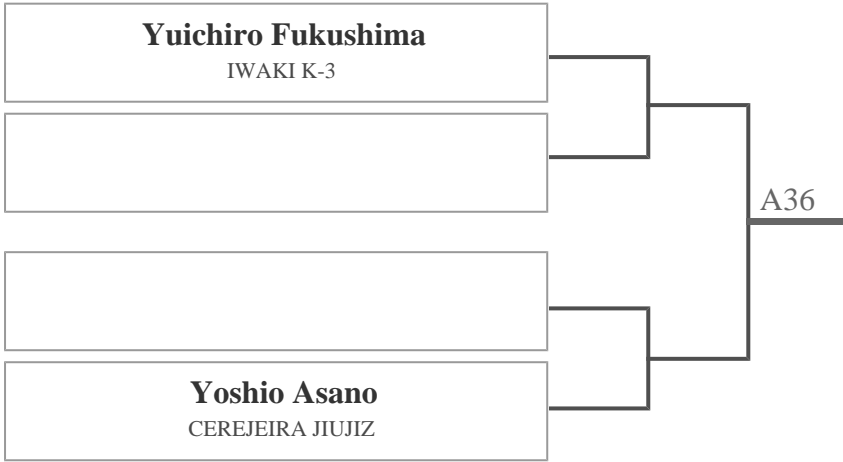 Yuichiro Fukushima
IWAKI K-3
A36
Yoshio Asano
CEREJEIRA JIUJIZ